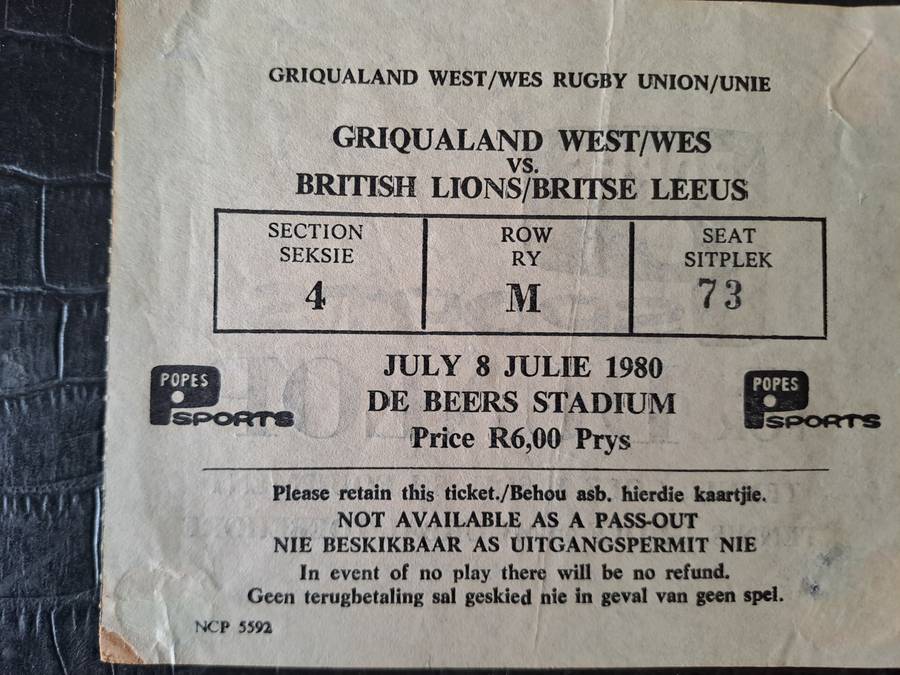 GRIQUALAND WEST/WES RUGBY UNION/UNIE
GRIQUALAND WEST/WES
VS.
BRITISH LIONS/BRITSE LEEUS
SECTION
SEKSIE
4
ROW
RY
M
SEAT
SITPLEK
73
JULY 8 JULIE 1980
DE BEERS STADIUM
Price R6,00 Prys
POPES
SPORTS
POPES
SPORTS
Please retain this ticket./Behou asb. hierdie kaartjie.
NOT AVAILABLE AS A PASS-OUT
NIE BESKIKBAAR AS UITGANGSPERMIT NIE
In event of no play there will be no refund.
Geen terugbetaling sal geskied nie in geval van geen spel.
NCP 5592